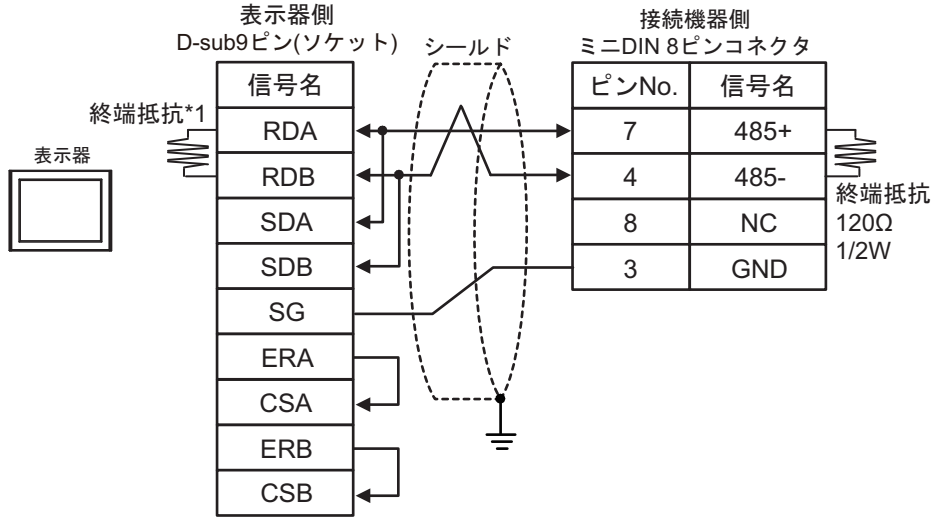 表示器側
D-sub9ピン(ソケット)
シールド
接続機器側
ミニDIN 8ピンコネクタ
終端抵抗*1
表示器
信号名
RDA
RDB
SDA
SDB
SG
ERA
CSA
ERB
CSB
ピンNo. 信号名
7 485+
4 485-
8 NC
3 GND
終端抵抗
120Ω
1/2W